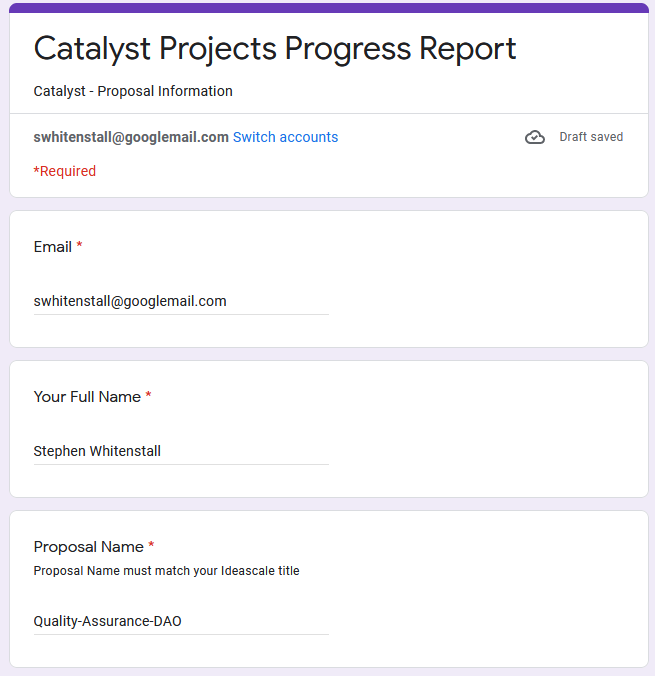 Catalyst Projects Progress Report
Catalyst - Proposal Information
swhitenstall@googlemail.com Switch accounts
Draft saved
*Required
Email *
swhitenstall@googlemail.com
Your Full Name *
Stephen Whitenstall
Proposal Name *
Proposal Name must match your Ideascale title
Quality-Assurance-DAO